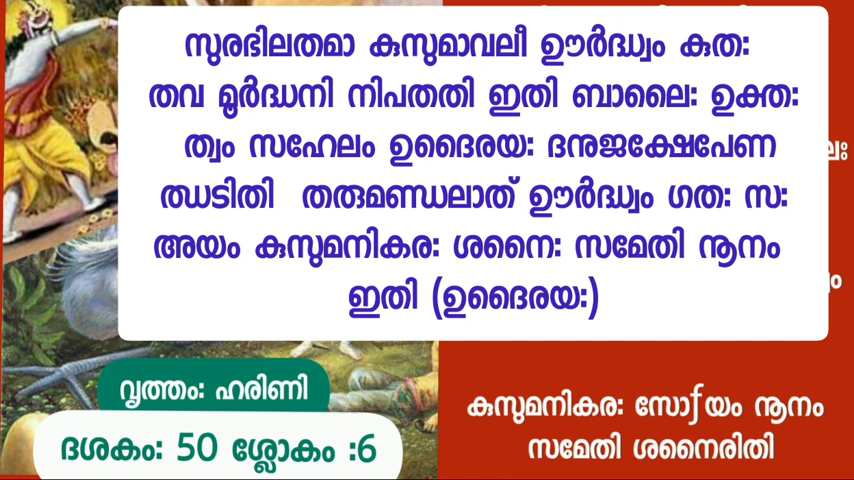 സുരഭിലതമാ കുസുമാവലീ ഊർദ്ധ്വം കുത:
തവ മൂർദ്ധനി നിപതതി ഇതി ബാലൈ: ഉക്ത:
ത്വം സഹേലം ഉദൈരയ: ദനുജക്ഷേപേണ
ഝടിതി തരുമണ്ഡലാത് ഊർദ്ധ്വം ഗത: സ:
അയം കുസുമനികര: ശനൈ: സമേതി നൂനം
ഇതി (ഉദൈരയ:)
വൃത്തം: ഹരിണി
ദശകം: 50 ശ്ലോകം :6
കുസുമനികര: സോƒയം നൂനം
സമേതി ശനൈരിതി